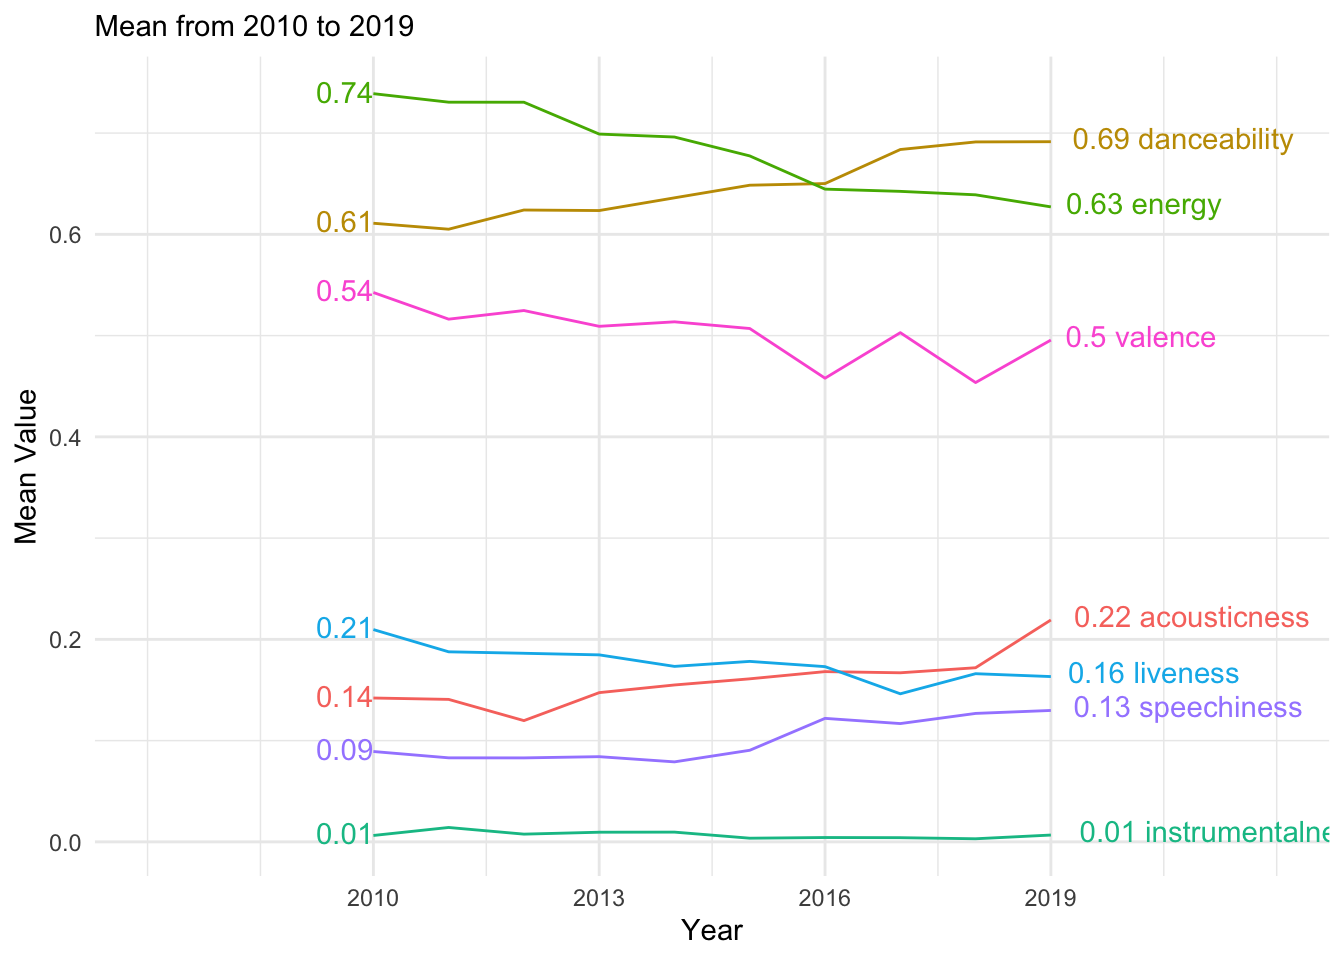 Mean from 2010 to 2019
Mean Value
0.6
0.4
0.2
0.0
0.74
0.61
0.54
0.21
0.14
0.09
0.01
0.69 danceability
0.63 energy
0.5 valence
0.22 acousticness
0.16 liveness
0.13 speechiness
0.01 instrumentalne
2010 2013 2016 2019
Year